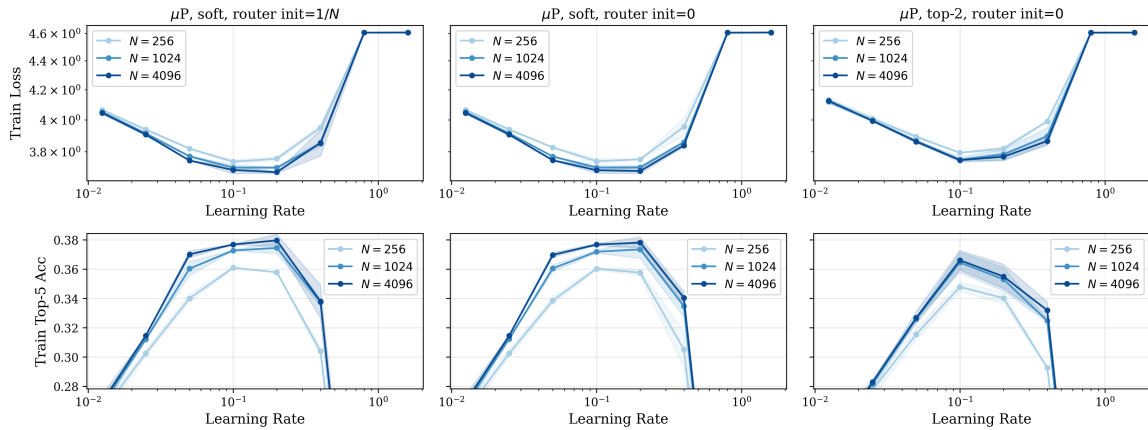 μP, soft, router init=1/N
μP, soft, router init=0
μP, top-2, router init=0
Train Loss
4.6 × 10⁰
4.4 × 10⁰
4.2 × 10⁰
4 × 10⁰
3.8 × 10⁰
N = 256
N = 1024
N = 4096
N = 256
N = 1024
N = 4096
N = 256
N = 1024
N = 4096
10⁻² 10⁻¹ 10⁰
10⁻² 10⁻¹ 10⁰
10⁻² 10⁻¹ 10⁰
Learning Rate
Learning Rate
Learning Rate
Train Top-5 Acc
0.38
0.36
0.34
0.32
0.30
0.28
N = 256
N = 1024
N = 4096
N = 256
N = 1024
N = 4096
N = 256
N = 1024
N = 4096
10⁻² 10⁻¹ 10⁰
10⁻² 10⁻¹ 10⁰
10⁻² 10⁻¹ 10⁰
Learning Rate
Learning Rate
Learning Rate